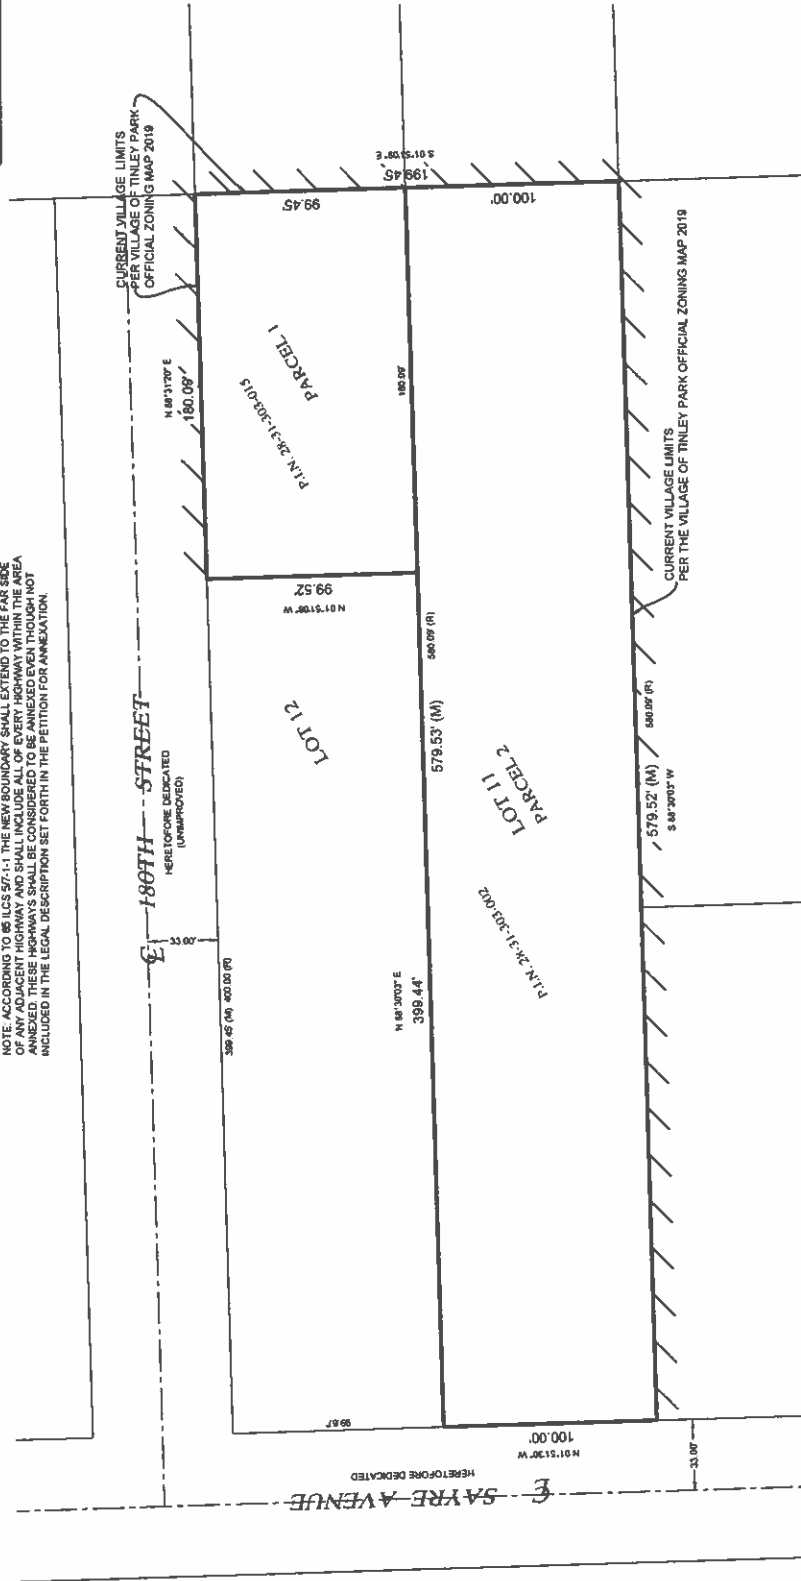 NOTE: ACCORDING TO 65 ILCS 5/7-1-1 THE NEW BOUNDARY SHALL EXTEND TO THE FAR SIDE
OF ANY ADJACENT HIGHWAY AND SHALL INCLUDE ALL OF EVERY HIGHWAY WITHIN THE AREA
ANNEXED. THESE HIGHWAYS SHALL BE CONSIDERED TO BE ANNEXED EVEN THOUGH NOT
INCLUDED IN THE LEGAL DESCRIPTION SET FORTH IN THE PETITION FOR ANNEXATION.
CURRENT VILLAGE LIMITS
PER VILLAGE OF TINLEY PARK
OFFICIAL ZONING MAP 2019
180TH STREET
HERETOFORE DEDICATED
(UNIMPROVED)
33.00'
N 88°31'20" E
180.09'
99.45'
S 01°51'09" E
199.45'
100.00'
P.I.N. 28-31-303-015
PARCEL 1
180.09'
99.52'
N 01°51'08" W
LOT 12
580.09' (R)
579.53' (M)
399.45' (M) 400.00 (R)
N 88°30'03" E
399.44'
LOT 11
PARCEL 2
P.I.N. 28-31-303-002
CURRENT VILLAGE LIMITS
PER THE VILLAGE OF TINLEY PARK OFFICIAL ZONING MAP 2019
580.09' (R)
579.52' (M)
S 88°30'03" W
99.67'
100.00'
N 01°51'30" W
HERETOFORE DEDICATED
SAYRE AVENUE
33.00'